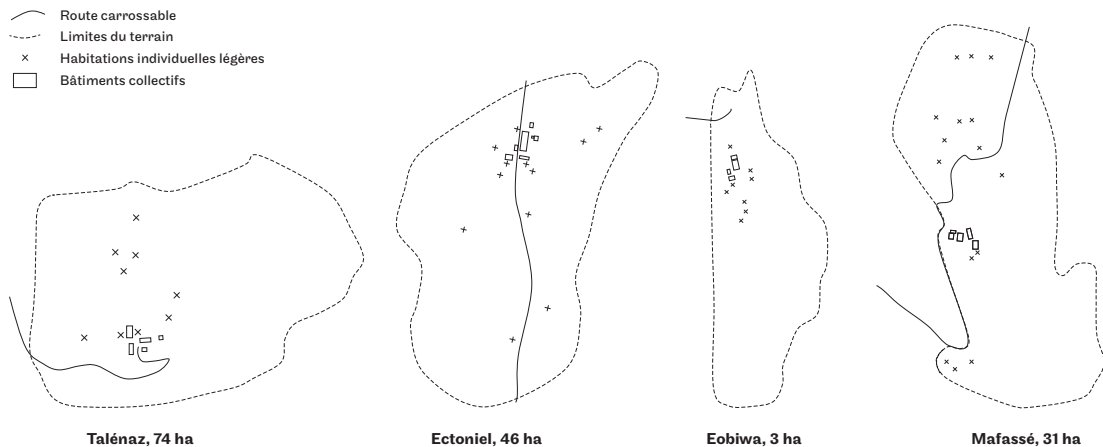 Route carrossable
Limites du terrain
Habitations individuelles légères
Bâtiments collectifs
Talénaz, 74 ha
Ectoniel, 46 ha
Eobiwa, 3 ha
Mafassé, 31 ha